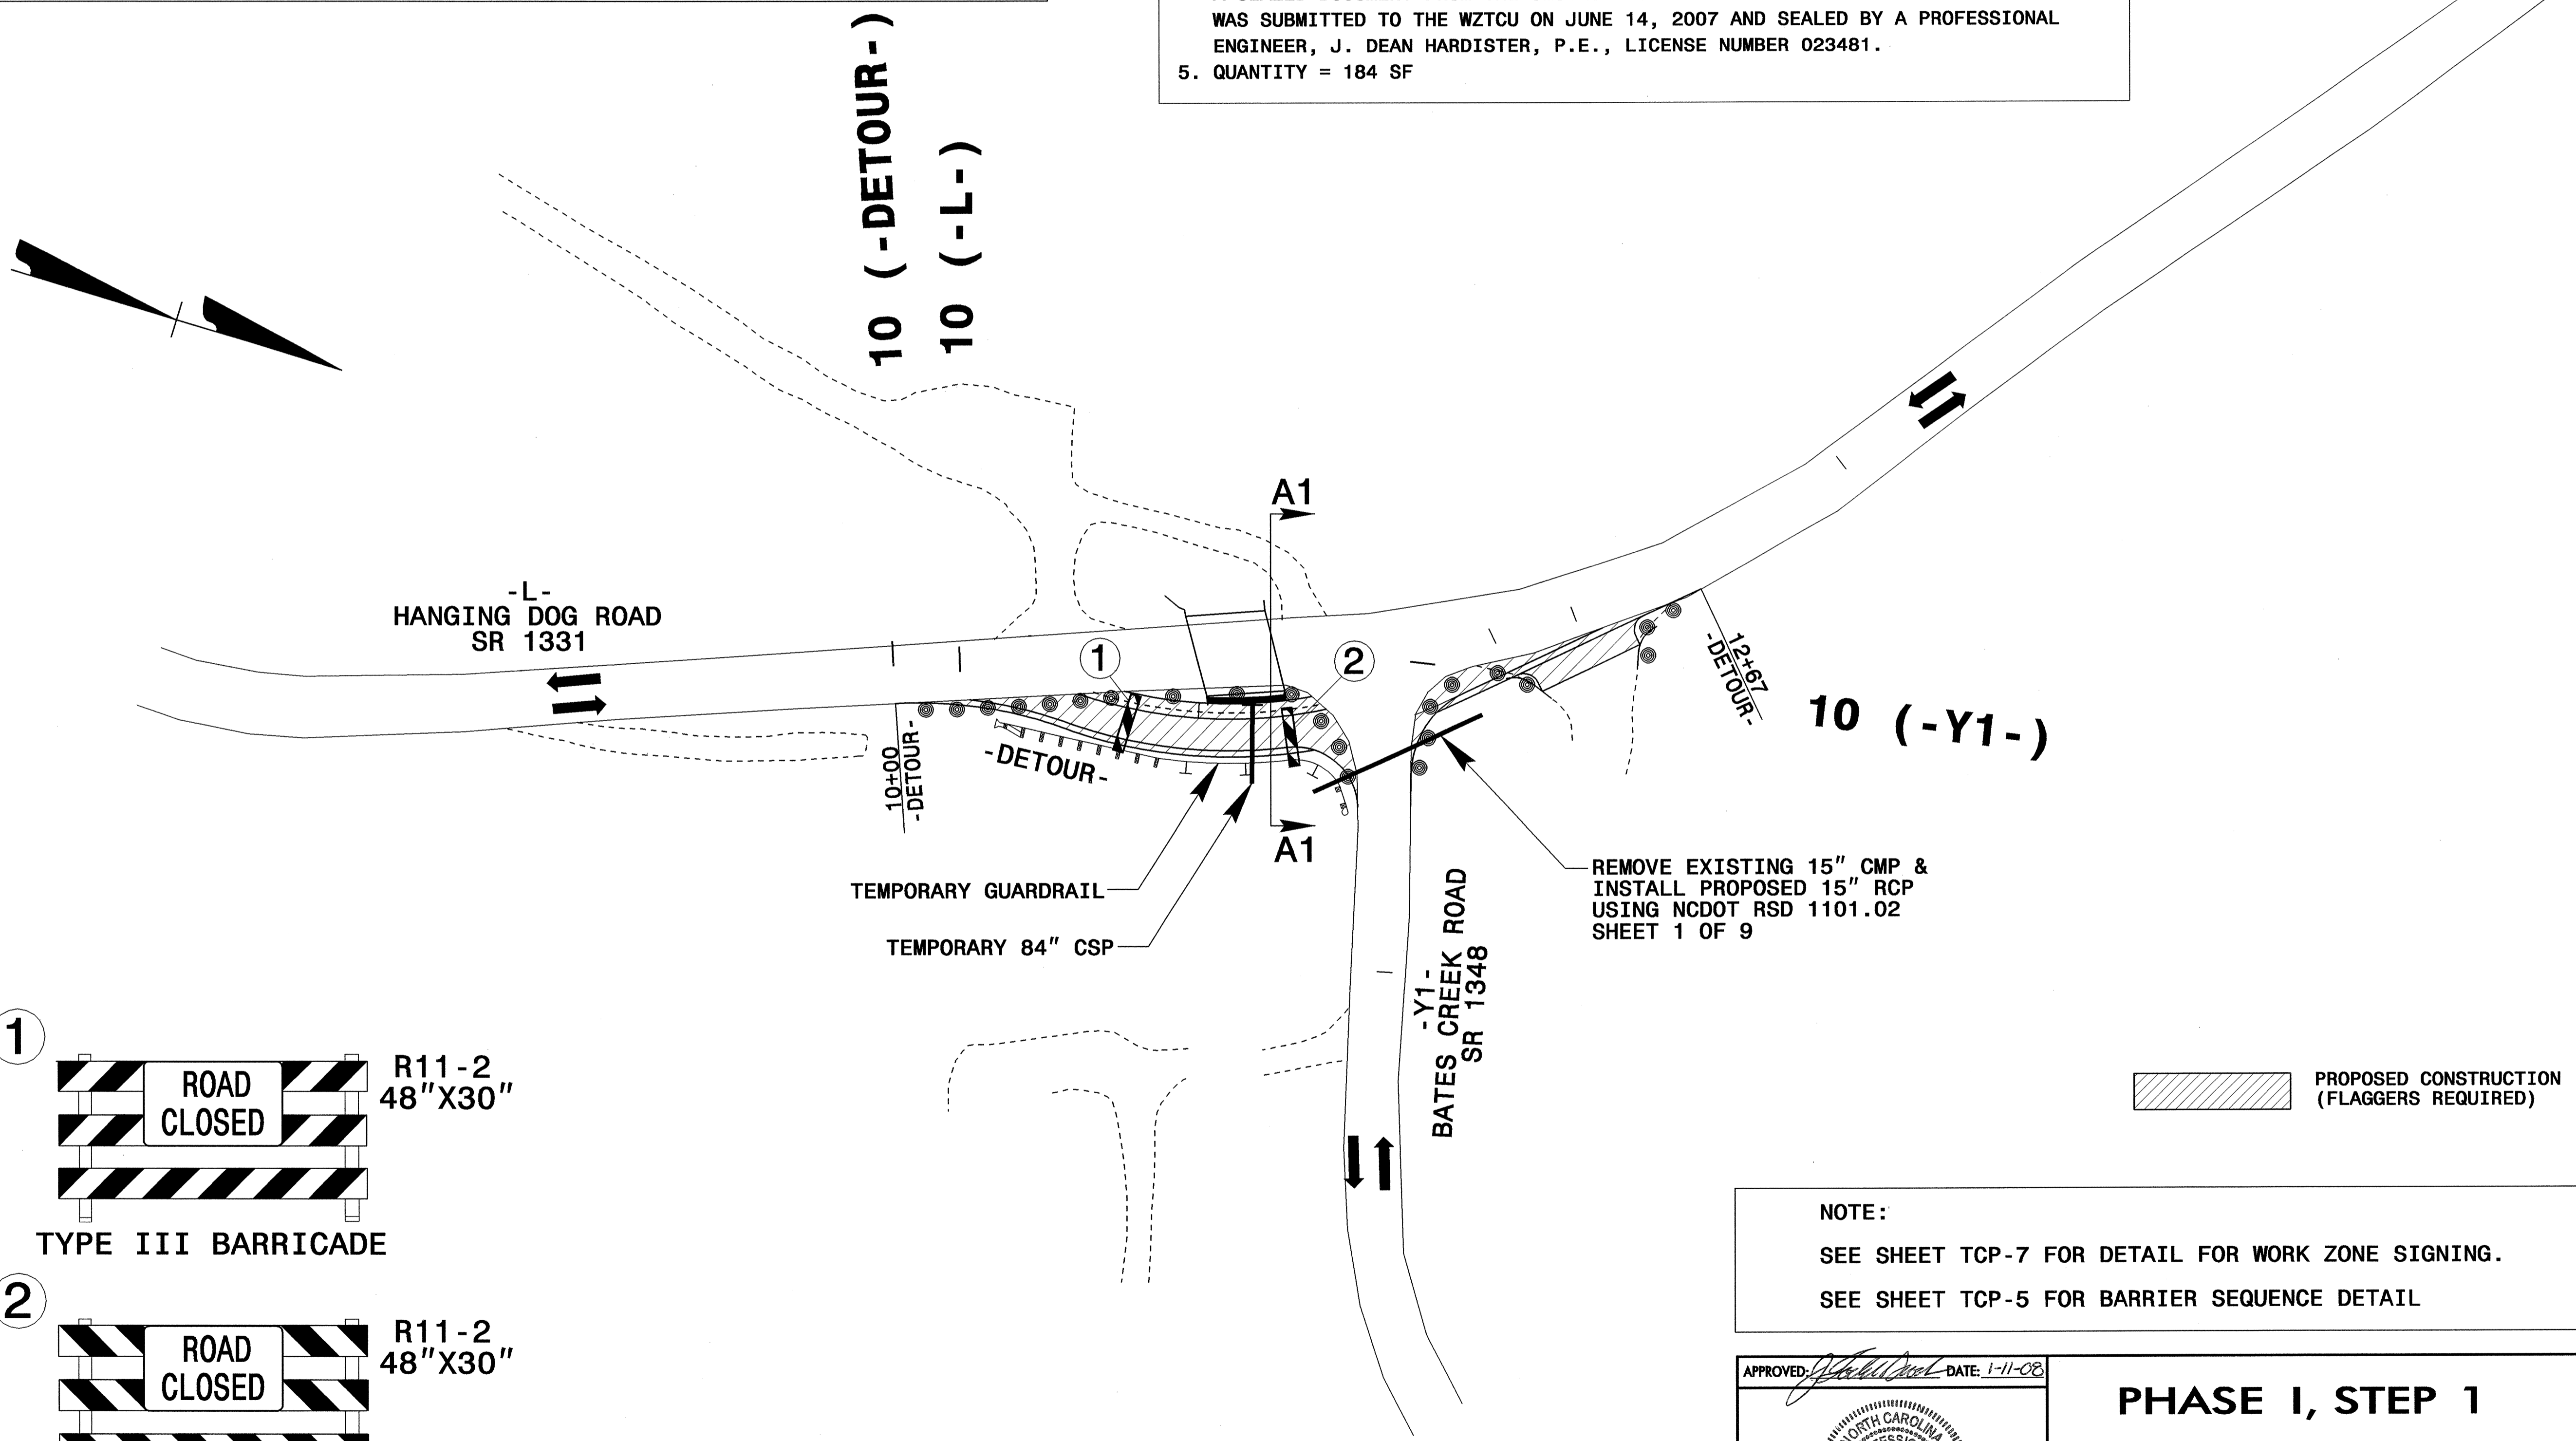 WAS SUBMITTED TO THE WZTCU ON JUNE 14, 2007 AND SEALED BY A PROFESSIONAL
ENGINEER, J. DEAN HARDISTER, P.E., LICENSE NUMBER 023481.
5. QUANTITY = 184 SF
10 (-DETOUR-)
10 (-L-)
A1
-L-
HANGING DOG ROAD
SR 1331
1
2
12+67
-DETOUR-
10 (-Y1-)
10+00
-DETOUR-
-DETOUR-
A1
TEMPORARY GUARDRAIL
TEMPORARY 84" CSP
REMOVE EXISTING 15" CMP &
INSTALL PROPOSED 15" RCP
USING NCDOT RSD 1101.02
SHEET 1 OF 9
-Y1-
BATES CREEK ROAD
SR 1348
1
ROAD
CLOSED
R11-2
48"X30"
TYPE III BARRICADE
2
ROAD
CLOSED
R11-2
48"X30"
PROPOSED CONSTRUCTION
(FLAGGERS REQUIRED)
NOTE:
SEE SHEET TCP-7 FOR DETAIL FOR WORK ZONE SIGNING.
SEE SHEET TCP-5 FOR BARRIER SEQUENCE DETAIL
APPROVED: DATE: 1-11-08
NORTH CAROLINA
PHASE I, STEP 1